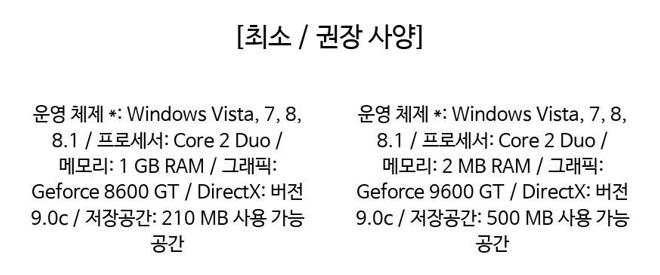 [최소 / 권장 사양]
운영 체제 *: Windows Vista, 7, 8,
8.1 / 프로세서: Core 2 Duo /
메모리: 1 GB RAM / 그래픽:
Geforce 8600 GT / DirectX: 버전
9.0c / 저장공간: 210 MB 사용 가능
공간
운영 체제 *: Windows Vista, 7, 8,
8.1 / 프로세서: Core 2 Duo /
메모리: 2 MB RAM / 그래픽:
Geforce 9600 GT / DirectX: 버전
9.0c / 저장공간: 500 MB 사용 가능
공간